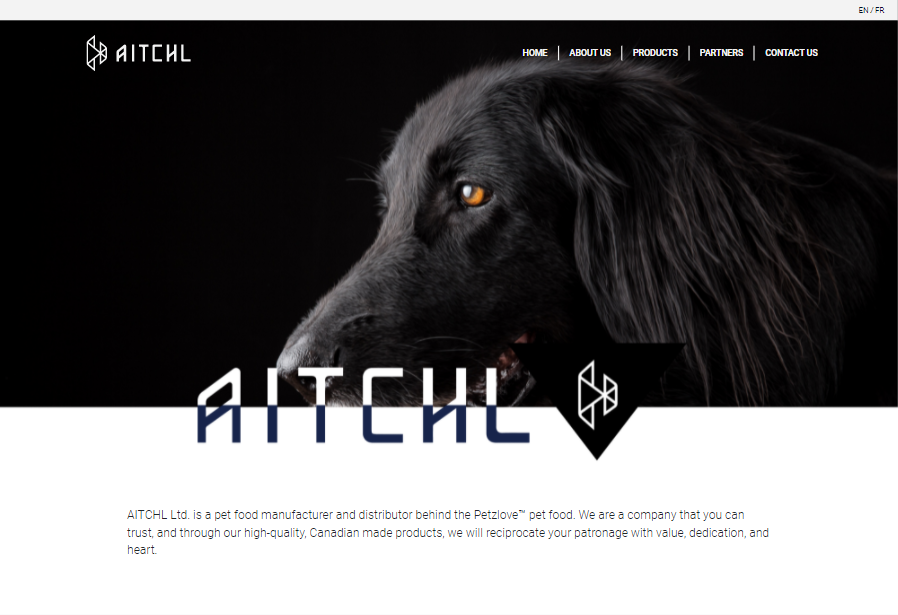 EN / FR
AITCHL
HOME
ABOUT US
PRODUCTS
PARTNERS
CONTACT US
AITCHL
AITCHL Ltd. is a pet food manufacturer and distributor behind the Petzlove™ pet food. We are a company that you can
trust, and through our high-quality, Canadian made products, we will reciprocate your patronage with value, dedication, and
heart.